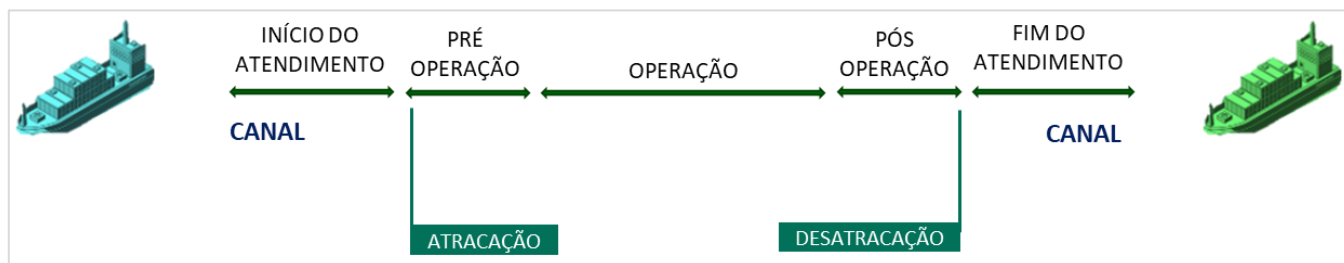 INÍCIO DO
ATENDIMENTO
PRÉ
OPERAÇÃO
OPERAÇÃO
PÓS
OPERAÇÃO
FIM DO
ATENDIMENTO
CANAL
CANAL
ATRACAÇÃO
DESATRACAÇÃO